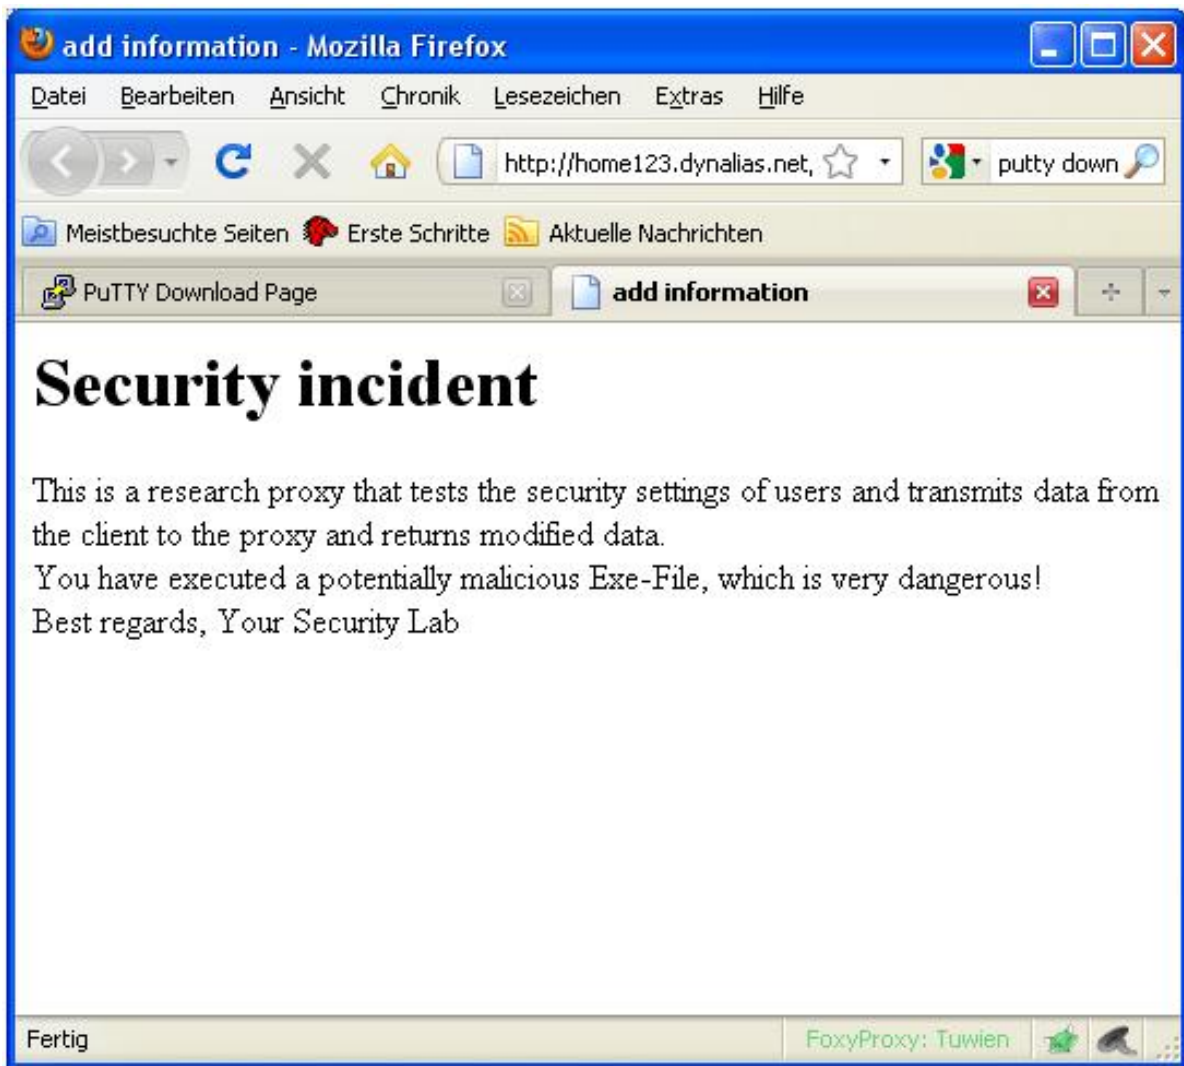 add information - Mozilla Firefox
Datei Bearbeiten Ansicht Chronik Lesezeichen Extras Hilfe
http://home123.dynalias.net, putty down
Meistbesuchte Seiten Erste Schritte Aktuelle Nachrichten
PuTTY Download Page add information
Security incident
This is a research proxy that tests the security settings of users and transmits data from
the client to the proxy and returns modified data.
You have executed a potentially malicious Exe-File, which is very dangerous!
Best regards, Your Security Lab
Fertig FoxyProxy: Tuwien